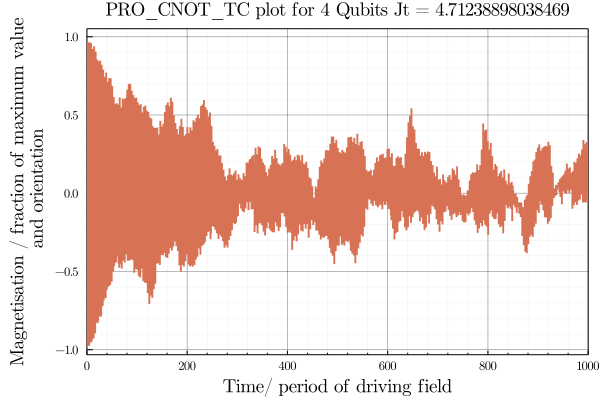 PRO_CNOT_TC plot for 4 Qubits Jt = 4.71238898038469
Magnetisation / fraction of maximum value
and orientation
1.0
0.5
0.0
−0.5
−1.0
0 200 400 600 800 1000
Time/ period of driving field